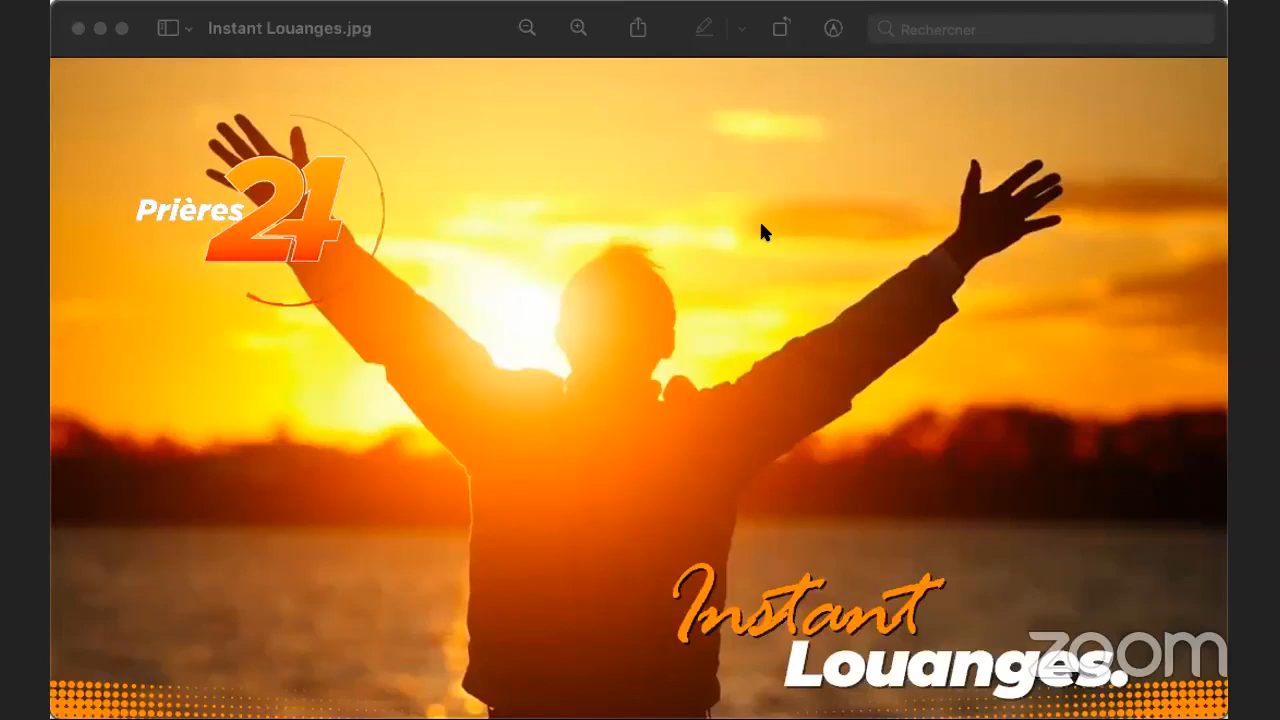 Instant Louanges.jpg
Rechercher
Prières
24
Instant
Louanges.
zoom